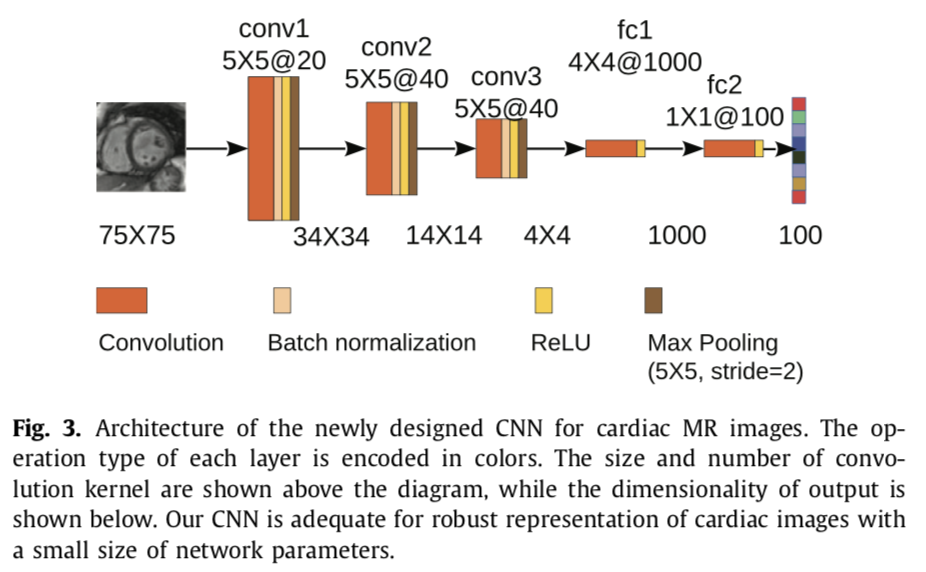 conv1
5X5@20
conv2
5X5@40
conv3
5X5@40
fc1
4X4@1000
fc2
1X1@100
75X75
34X34
14X14
4X4
1000
100
Convolution
Batch normalization
ReLU
Max Pooling
(5X5, stride=2)
Fig. 3. Architecture of the newly designed CNN for cardiac MR images. The op-
eration type of each layer is encoded in colors. The size and number of convo-
lution kernel are shown above the diagram, while the dimensionality of output is
shown below. Our CNN is adequate for robust representation of cardiac images with
a small size of network parameters.